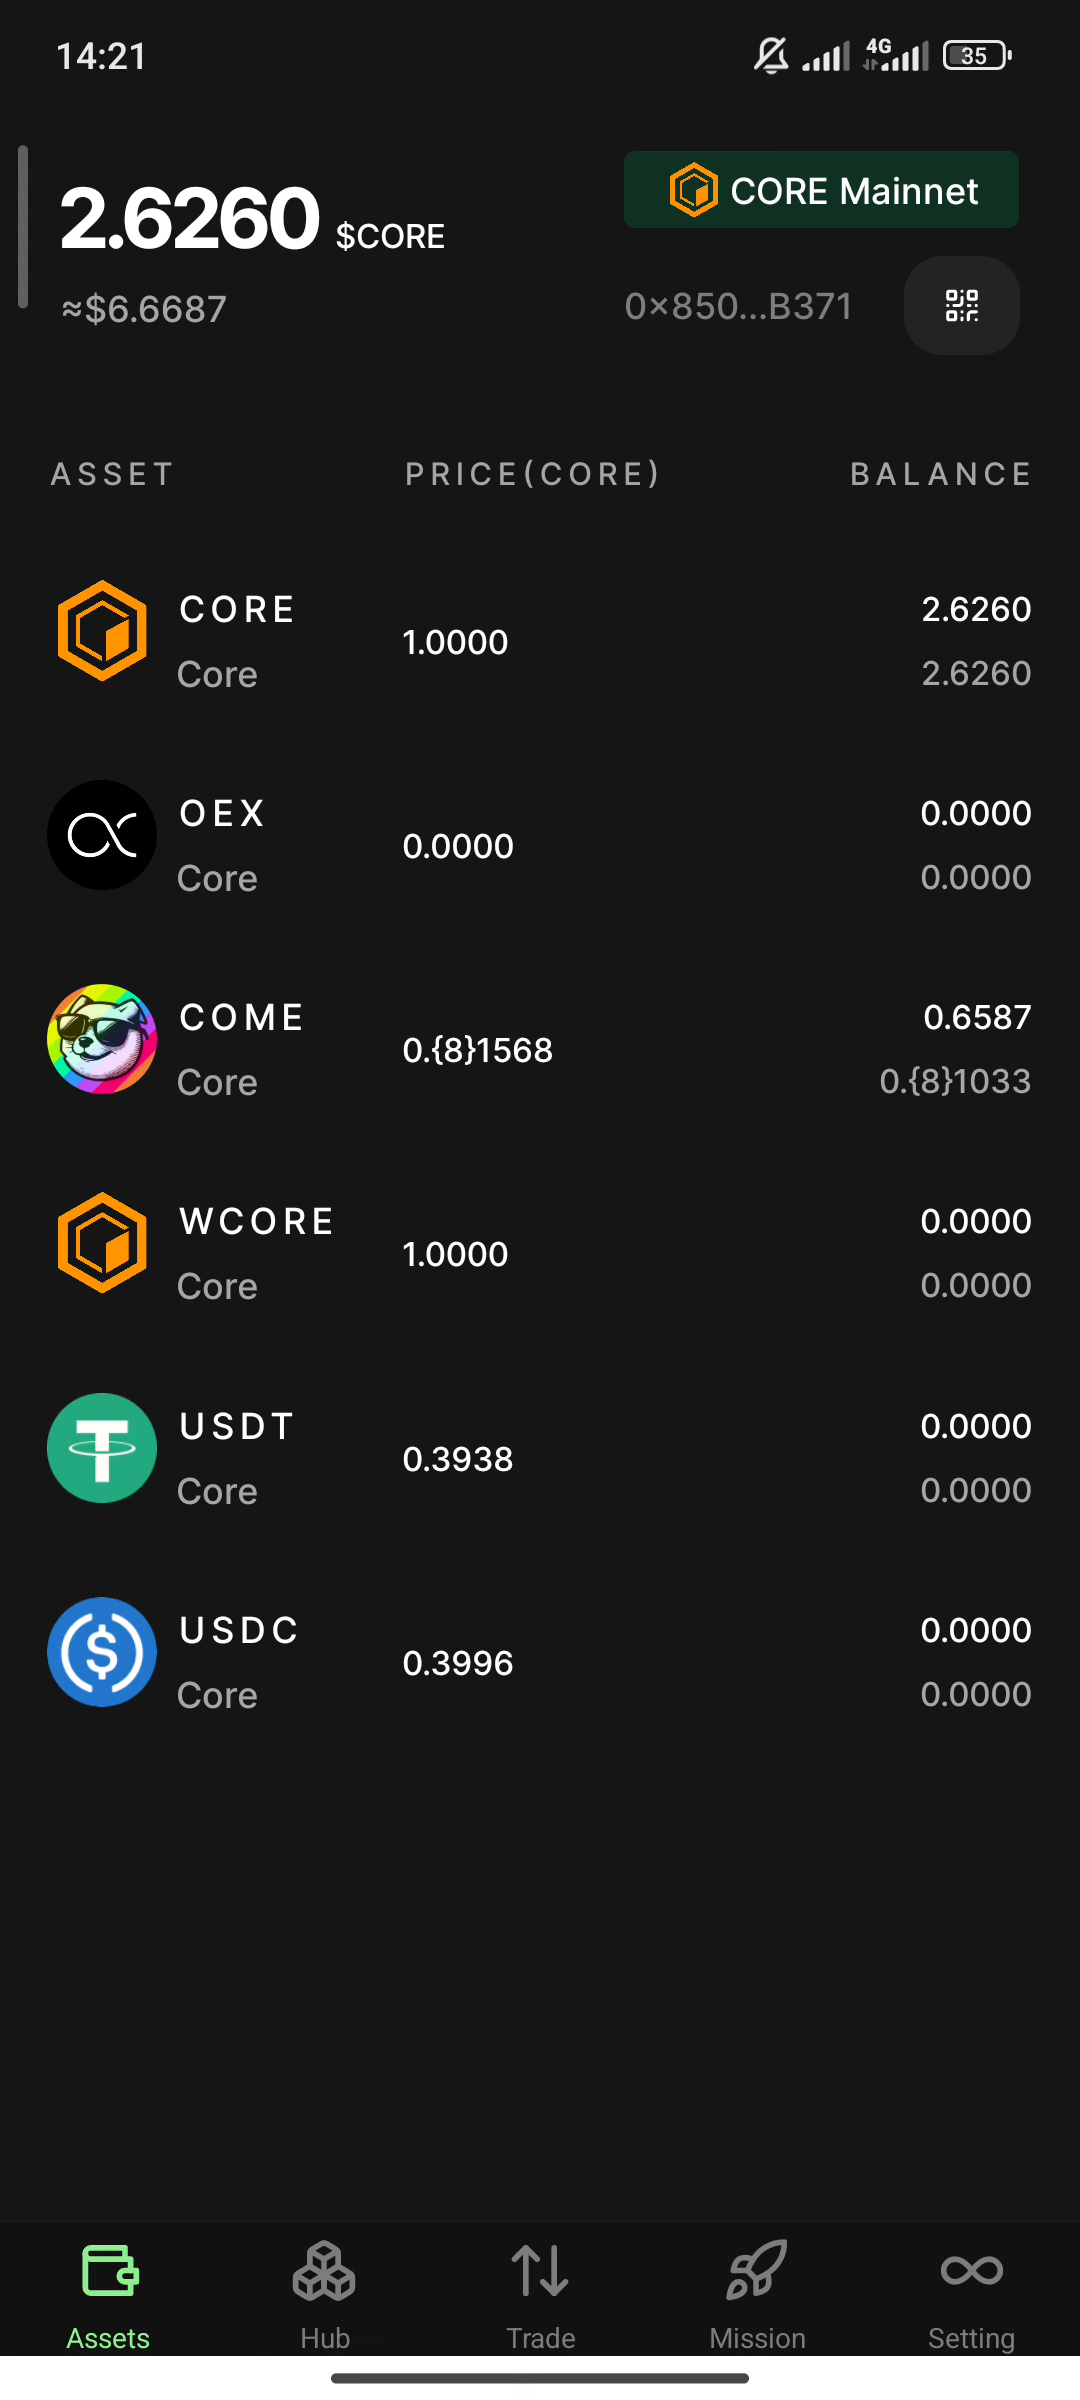 14:21
4G
35
2.6260 $CORE
CORE Mainnet
≈$6.6687
0×850...B371
ASSET PRICE(CORE) BALANCE
CORE
Core
1.0000
2.6260
2.6260
OEX
Core
0.0000
0.0000
0.0000
COME
Core
0.{8}1568
0.6587
0.{8}1033
WCORE
Core
1.0000
0.0000
0.0000
USDT
Core
0.3938
0.0000
0.0000
USDC
Core
0.3996
0.0000
0.0000
Assets Hub Trade Mission Setting